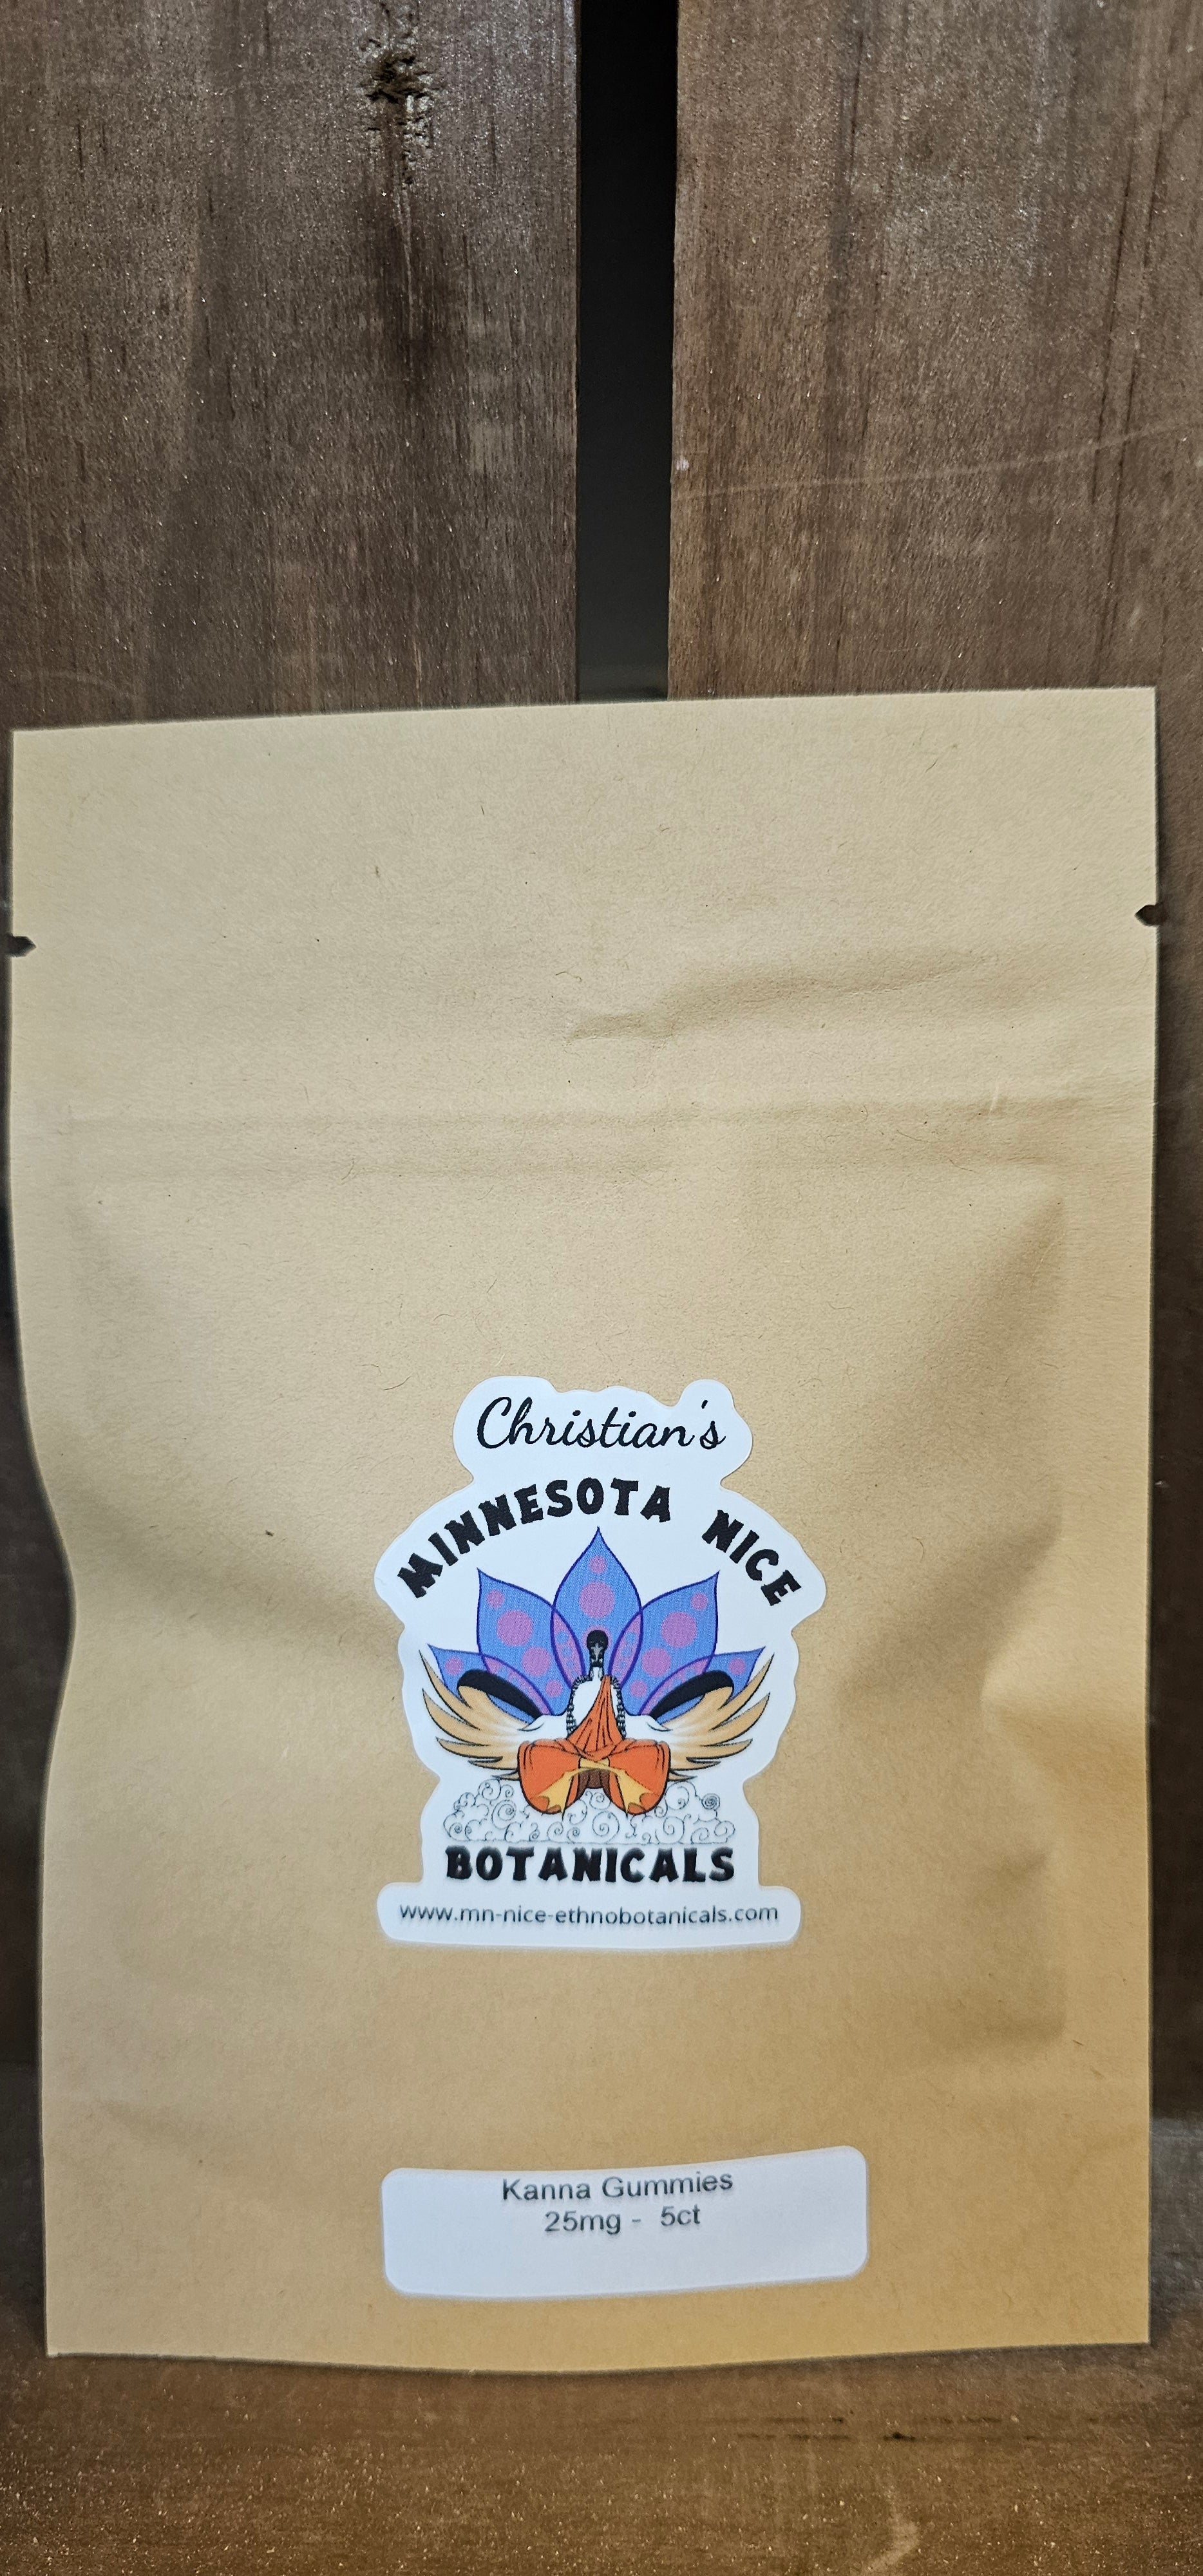 Christian's
MINNESOTA NICE
BOTANICALS
www.mn-nice-ethnobotanicals.com
Kanna Gummies
25mg - 5ct